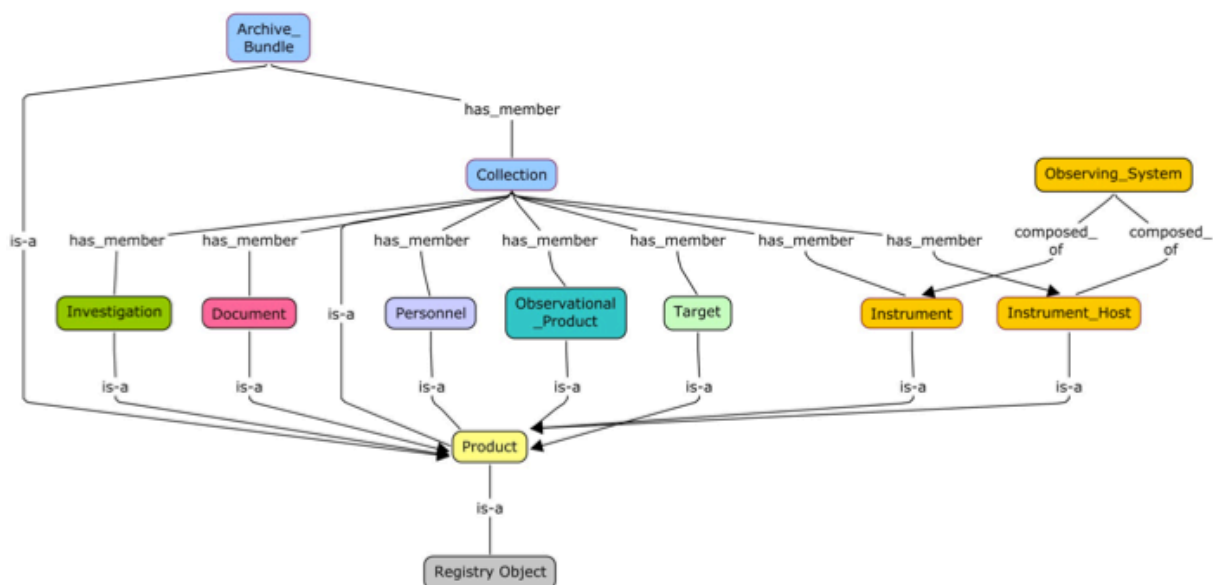 Archive_
Bundle
has_member
Collection
Observing_System
is-a
has_member
has_member
has_member
has_member
has_member
has_member
has_member
composed_
of
composed_
of
Investigation
Document
is-a
Personnel
Observational
_Product
Target
Instrument
Instrument_Host
is-a
is-a
is-a
is-a
is-a
is-a
is-a
Product
is-a
Registry Object